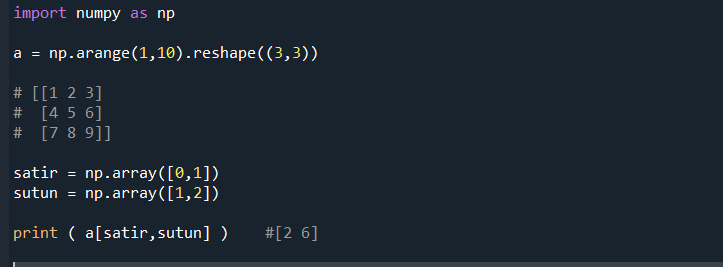 import numpy as np
a = np.arange(1,10).reshape((3,3))
# [[1 2 3]
#  [4 5 6]
#  [7 8 9]]
satir = np.array([0,1])
sutun = np.array([1,2])
print ( a[satir,sutun] )    #[2 6]